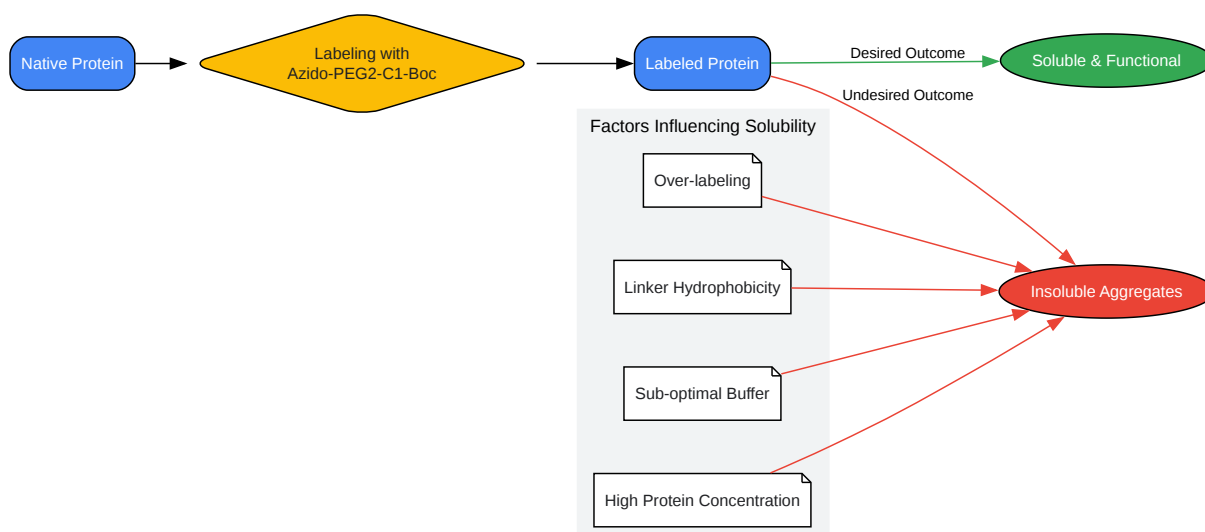 Native Protein
Labeling with
Azido-PEG2-C1-Boc
Labeled Protein
Desired Outcome
Soluble & Functional
Undesired Outcome
Factors Influencing Solubility
Over-labeling
Linker Hydrophobicity
Insoluble Aggregates
Sub-optimal Buffer
High Protein Concentration